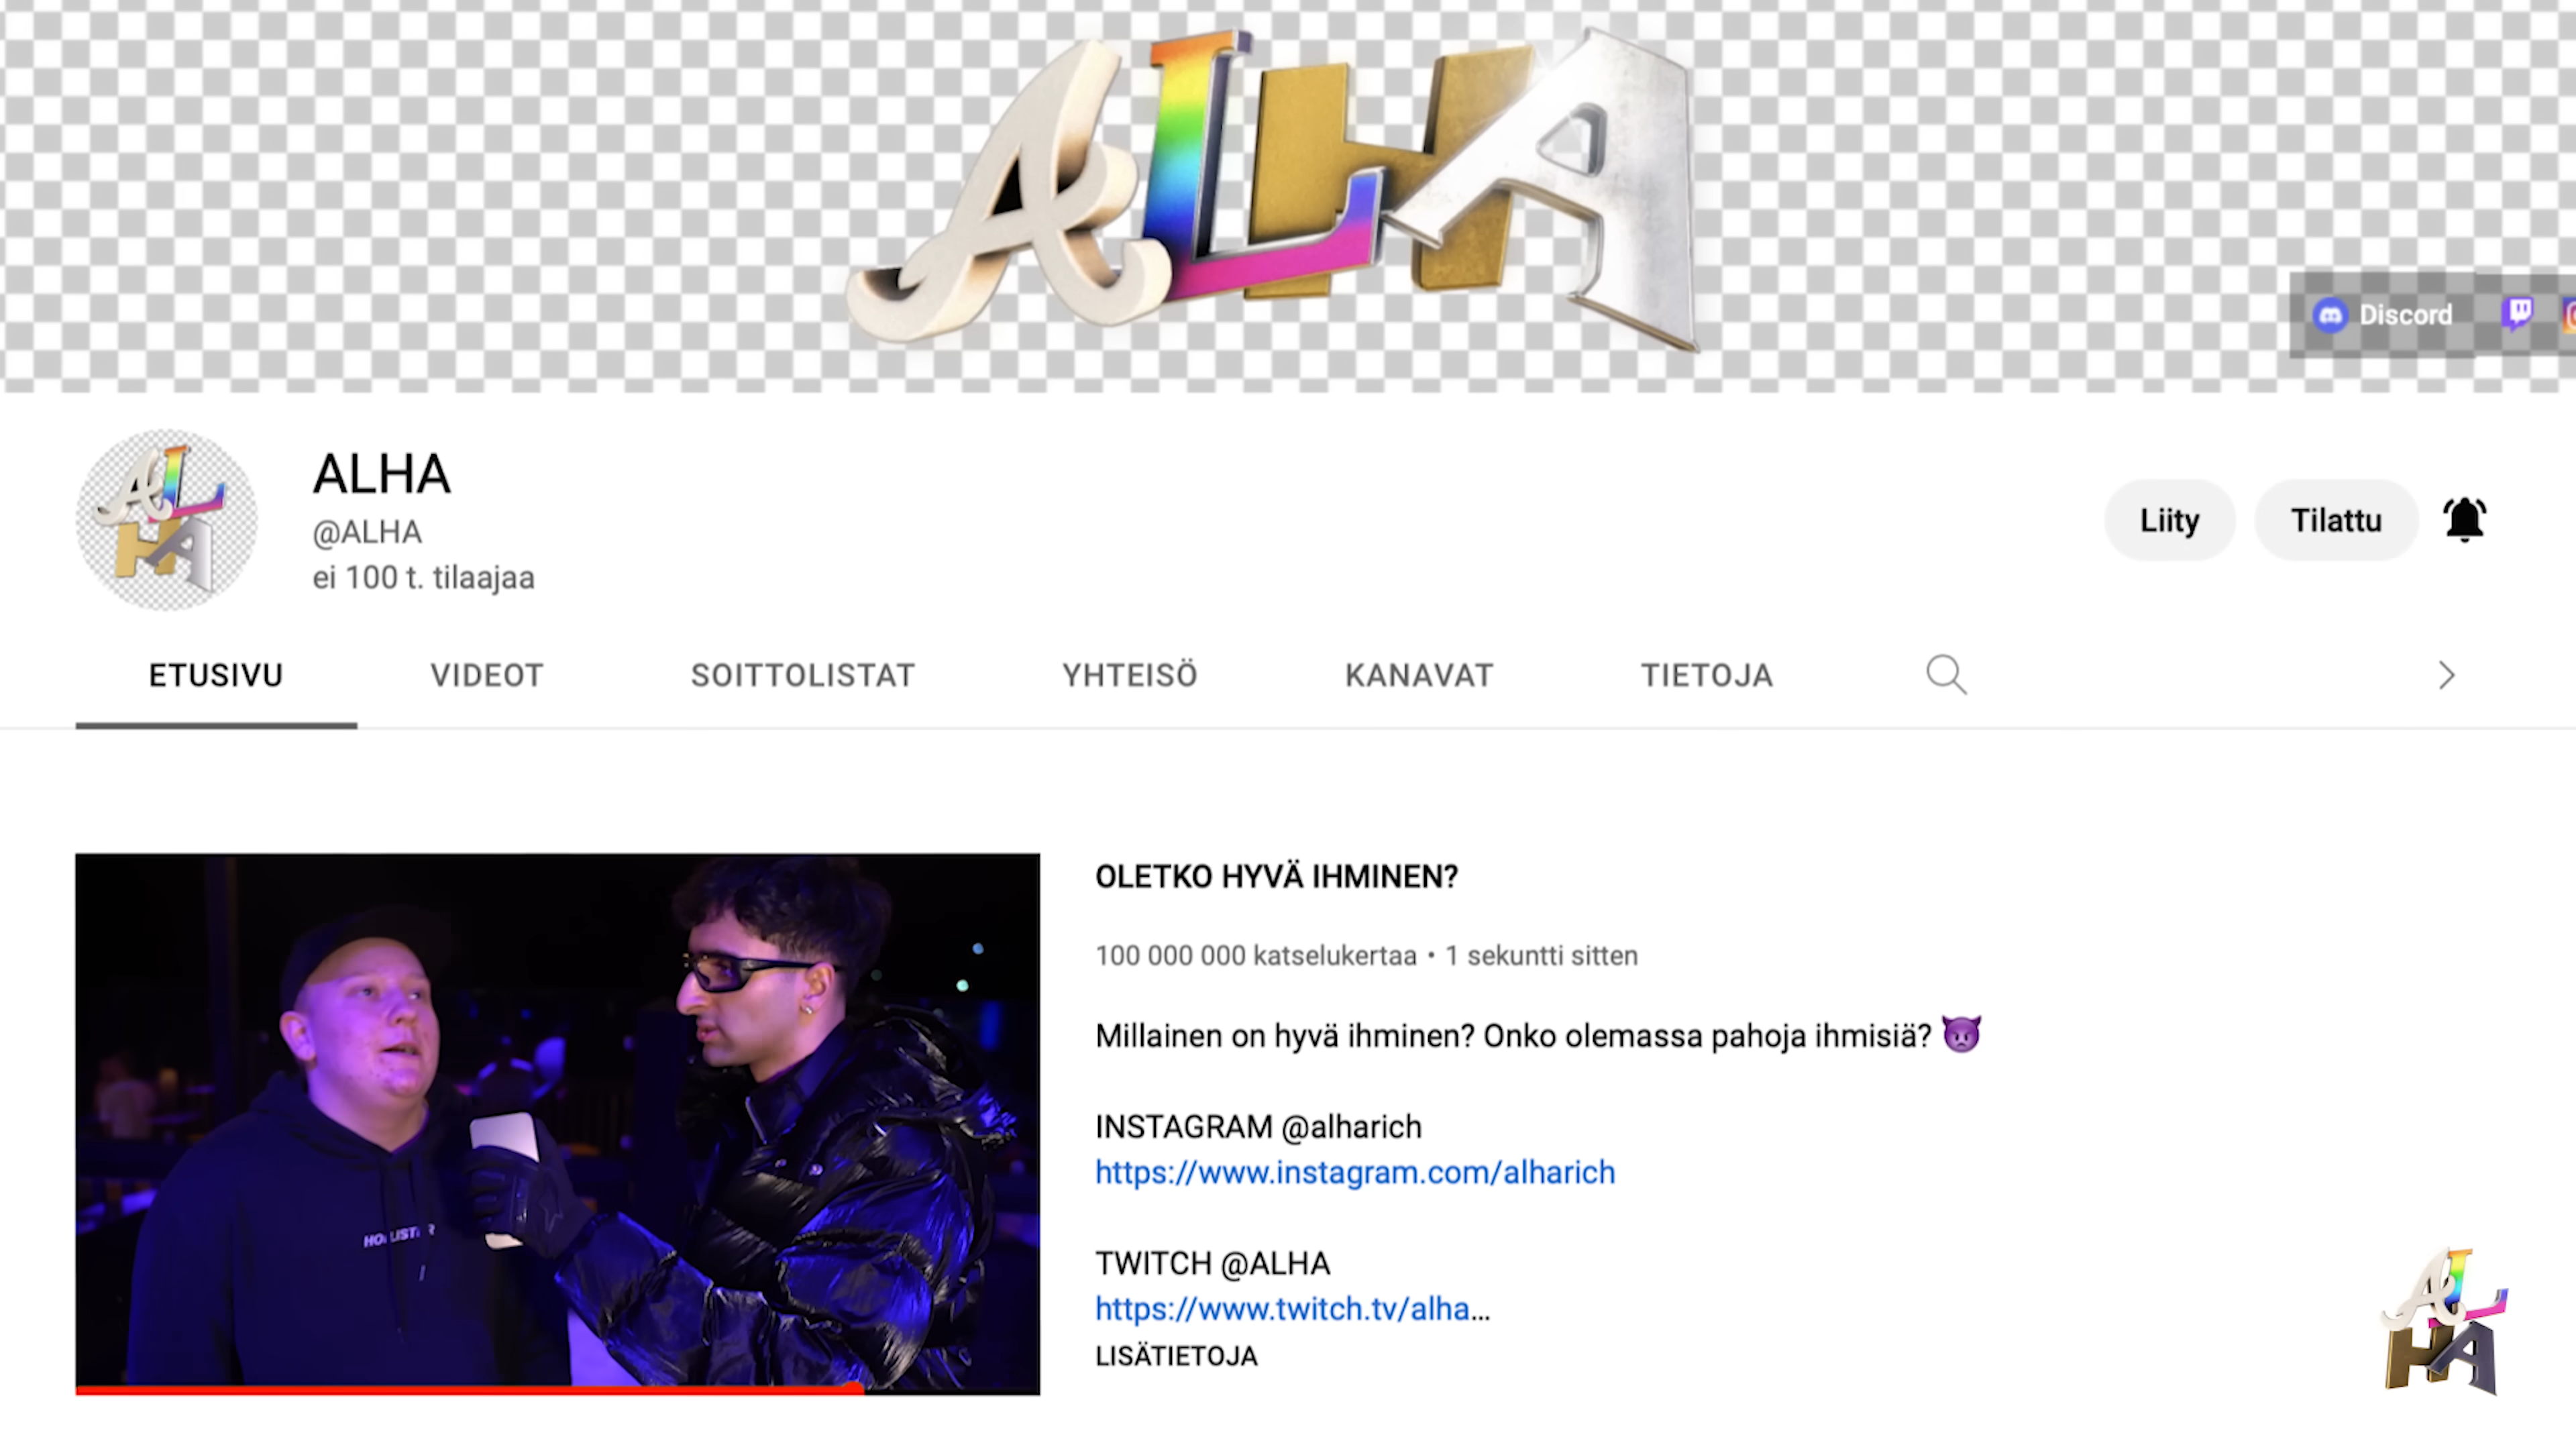 ALHA
Discord
ALHA
ALHA
@ALHA
ei 100 t. tilaajaa
Liity
Tilattu
ETUSIVU
VIDEOT
SOITTOLISTAT
YHTEISÖ
KANAVAT
TIETOJA
HOLLISTER
OLETKO HYVÄ IHMINEN?
100 000 000 katselukertaa • 1 sekuntti sitten
Millainen on hyvä ihminen? Onko olemassa pahoja ihmisiä? 👿
INSTAGRAM @alharich
https://www.instagram.com/alharich
TWITCH @ALHA
https://www.twitch.tv/alha...
LISÄTIETOJA
ALHA